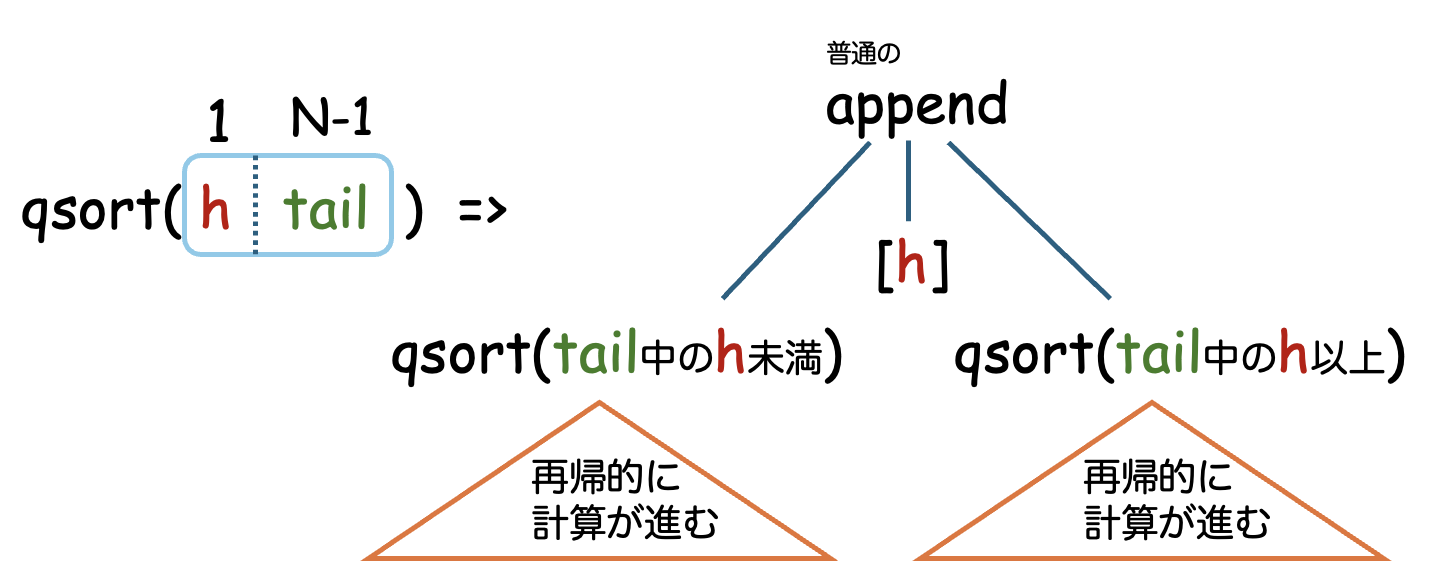 1 N-1
qsort(h tail) =>
普通の
append
[h]
qsort(tail中のh未満)
qsort(tail中のh以上)
再帰的に
計算が進む
再帰的に
計算が進む